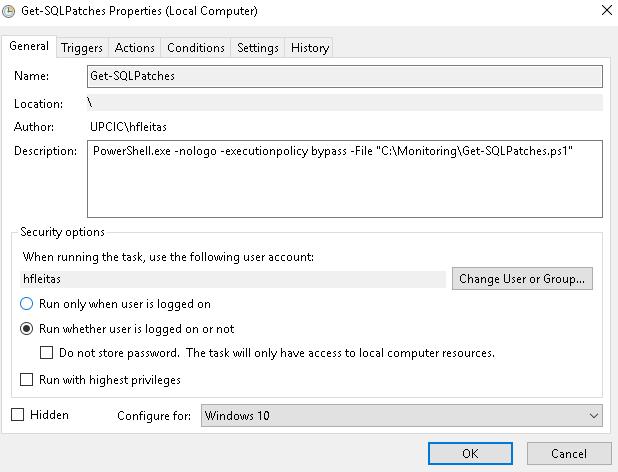 Get-SQLPatches Properties (Local Computer)
General Triggers Actions Conditions Settings History
Name: Get-SQLPatches
Location: \
Author: UPCIC\hfleitas
Description: PowerShell.exe -nologo -executionpolicy bypass -File "C:\Monitoring\Get-SQLPatches.ps1"
Security options
When running the task, use the following user account:
hfleitas Change User or Group...
Run only when user is logged on
Run whether user is logged on or not
Do not store password. The task will only have access to local computer resources.
Run with highest privileges
Hidden Configure for: Windows 10
OK Cancel